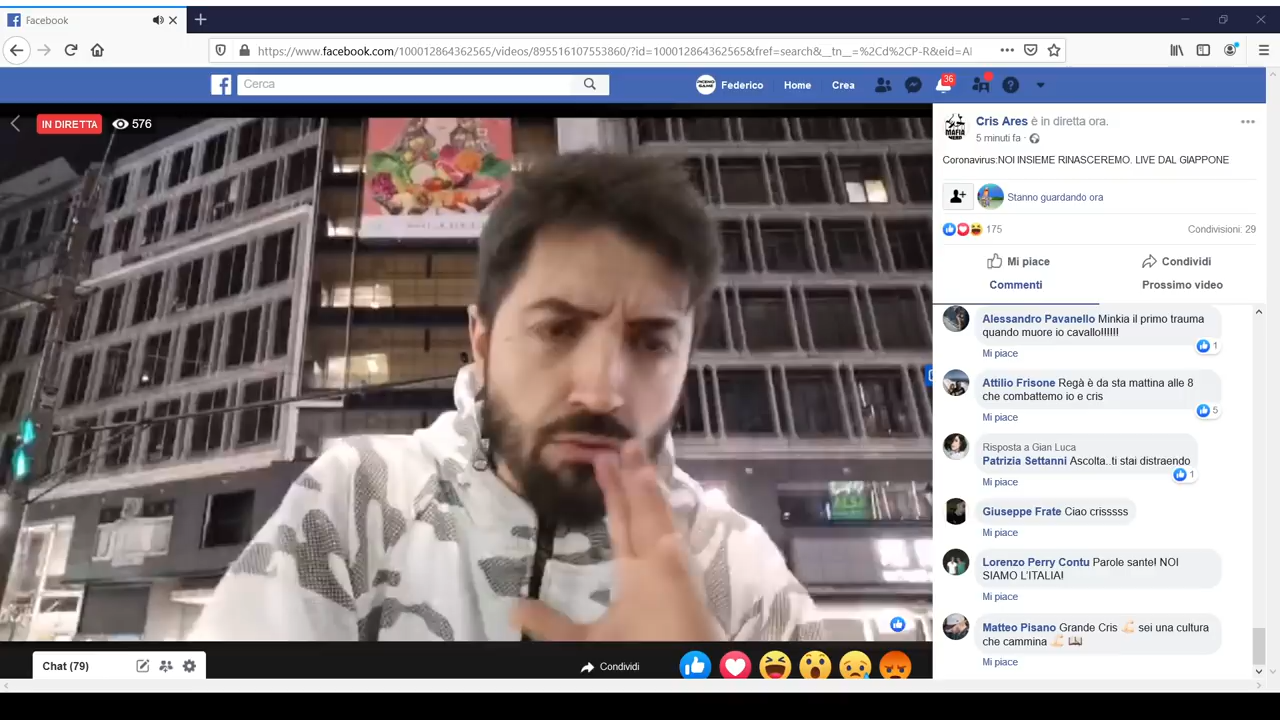 Facebook
https://www.facebook.com/100012864362565/videos/895516107553860/?id=100012864362565&fref=search&__tn__=%2Cd%2CP-R&eid=A
Cerca
Federico
Home
Crea
36
IN DIRETTA
576
Cris Ares è in diretta ora.
5 minuti fa ·
Coronavirus:NOI INSIEME RINASCEREMO. LIVE DAL GIAPPONE
Stanno guardando ora
175
Condivisioni: 29
Mi piace
Condividi
Commenti
Prossimo video
Alessandro Pavanello Minkia il primo trauma
quando muore io cavallo!!!!!!
1
Mi piace
Attilio Frisone Regà è da sta mattina alle 8
che combattemo io e cris
5
Mi piace
Risposta a Gian Luca
Patrizia Settanni Ascolta..ti stai distraendo
1
Mi piace
Giuseppe Frate Ciao crisssss
Mi piace
Lorenzo Perry Contu Parole sante! NOI
SIAMO L'ITALIA!
Mi piace
Matteo Pisano Grande Cris 💪🏻 sei una cultura
che cammina 💪🏻 📖
Mi piace
Chat (79)
Condividi